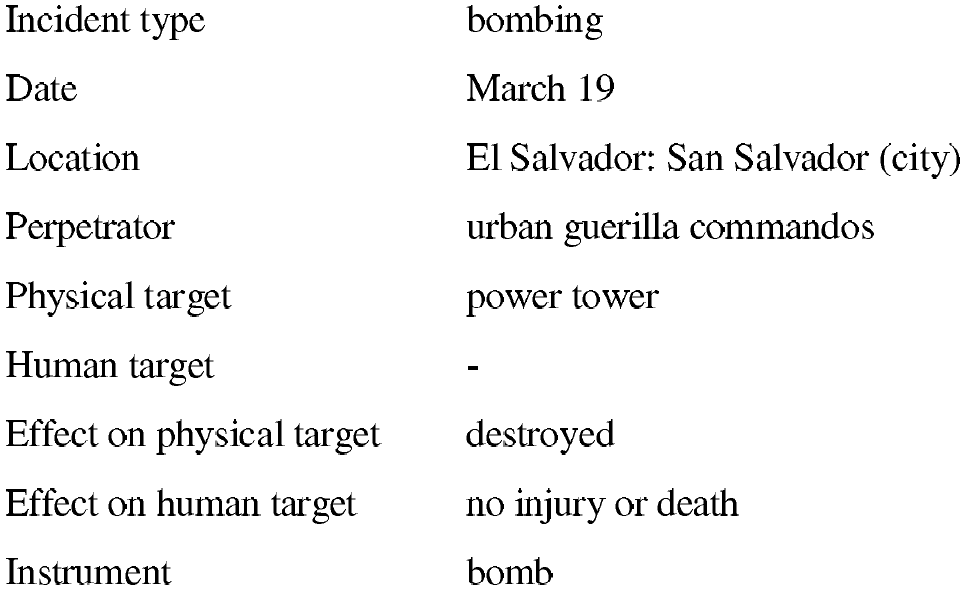 Incident type bombing
Date March 19
Location El Salvador: San Salvador (city)
Perpetrator urban guerilla commandos
Physical target power tower
Human target -
Effect on physical target destroyed
Effect on human target no injury or death
Instrument bomb